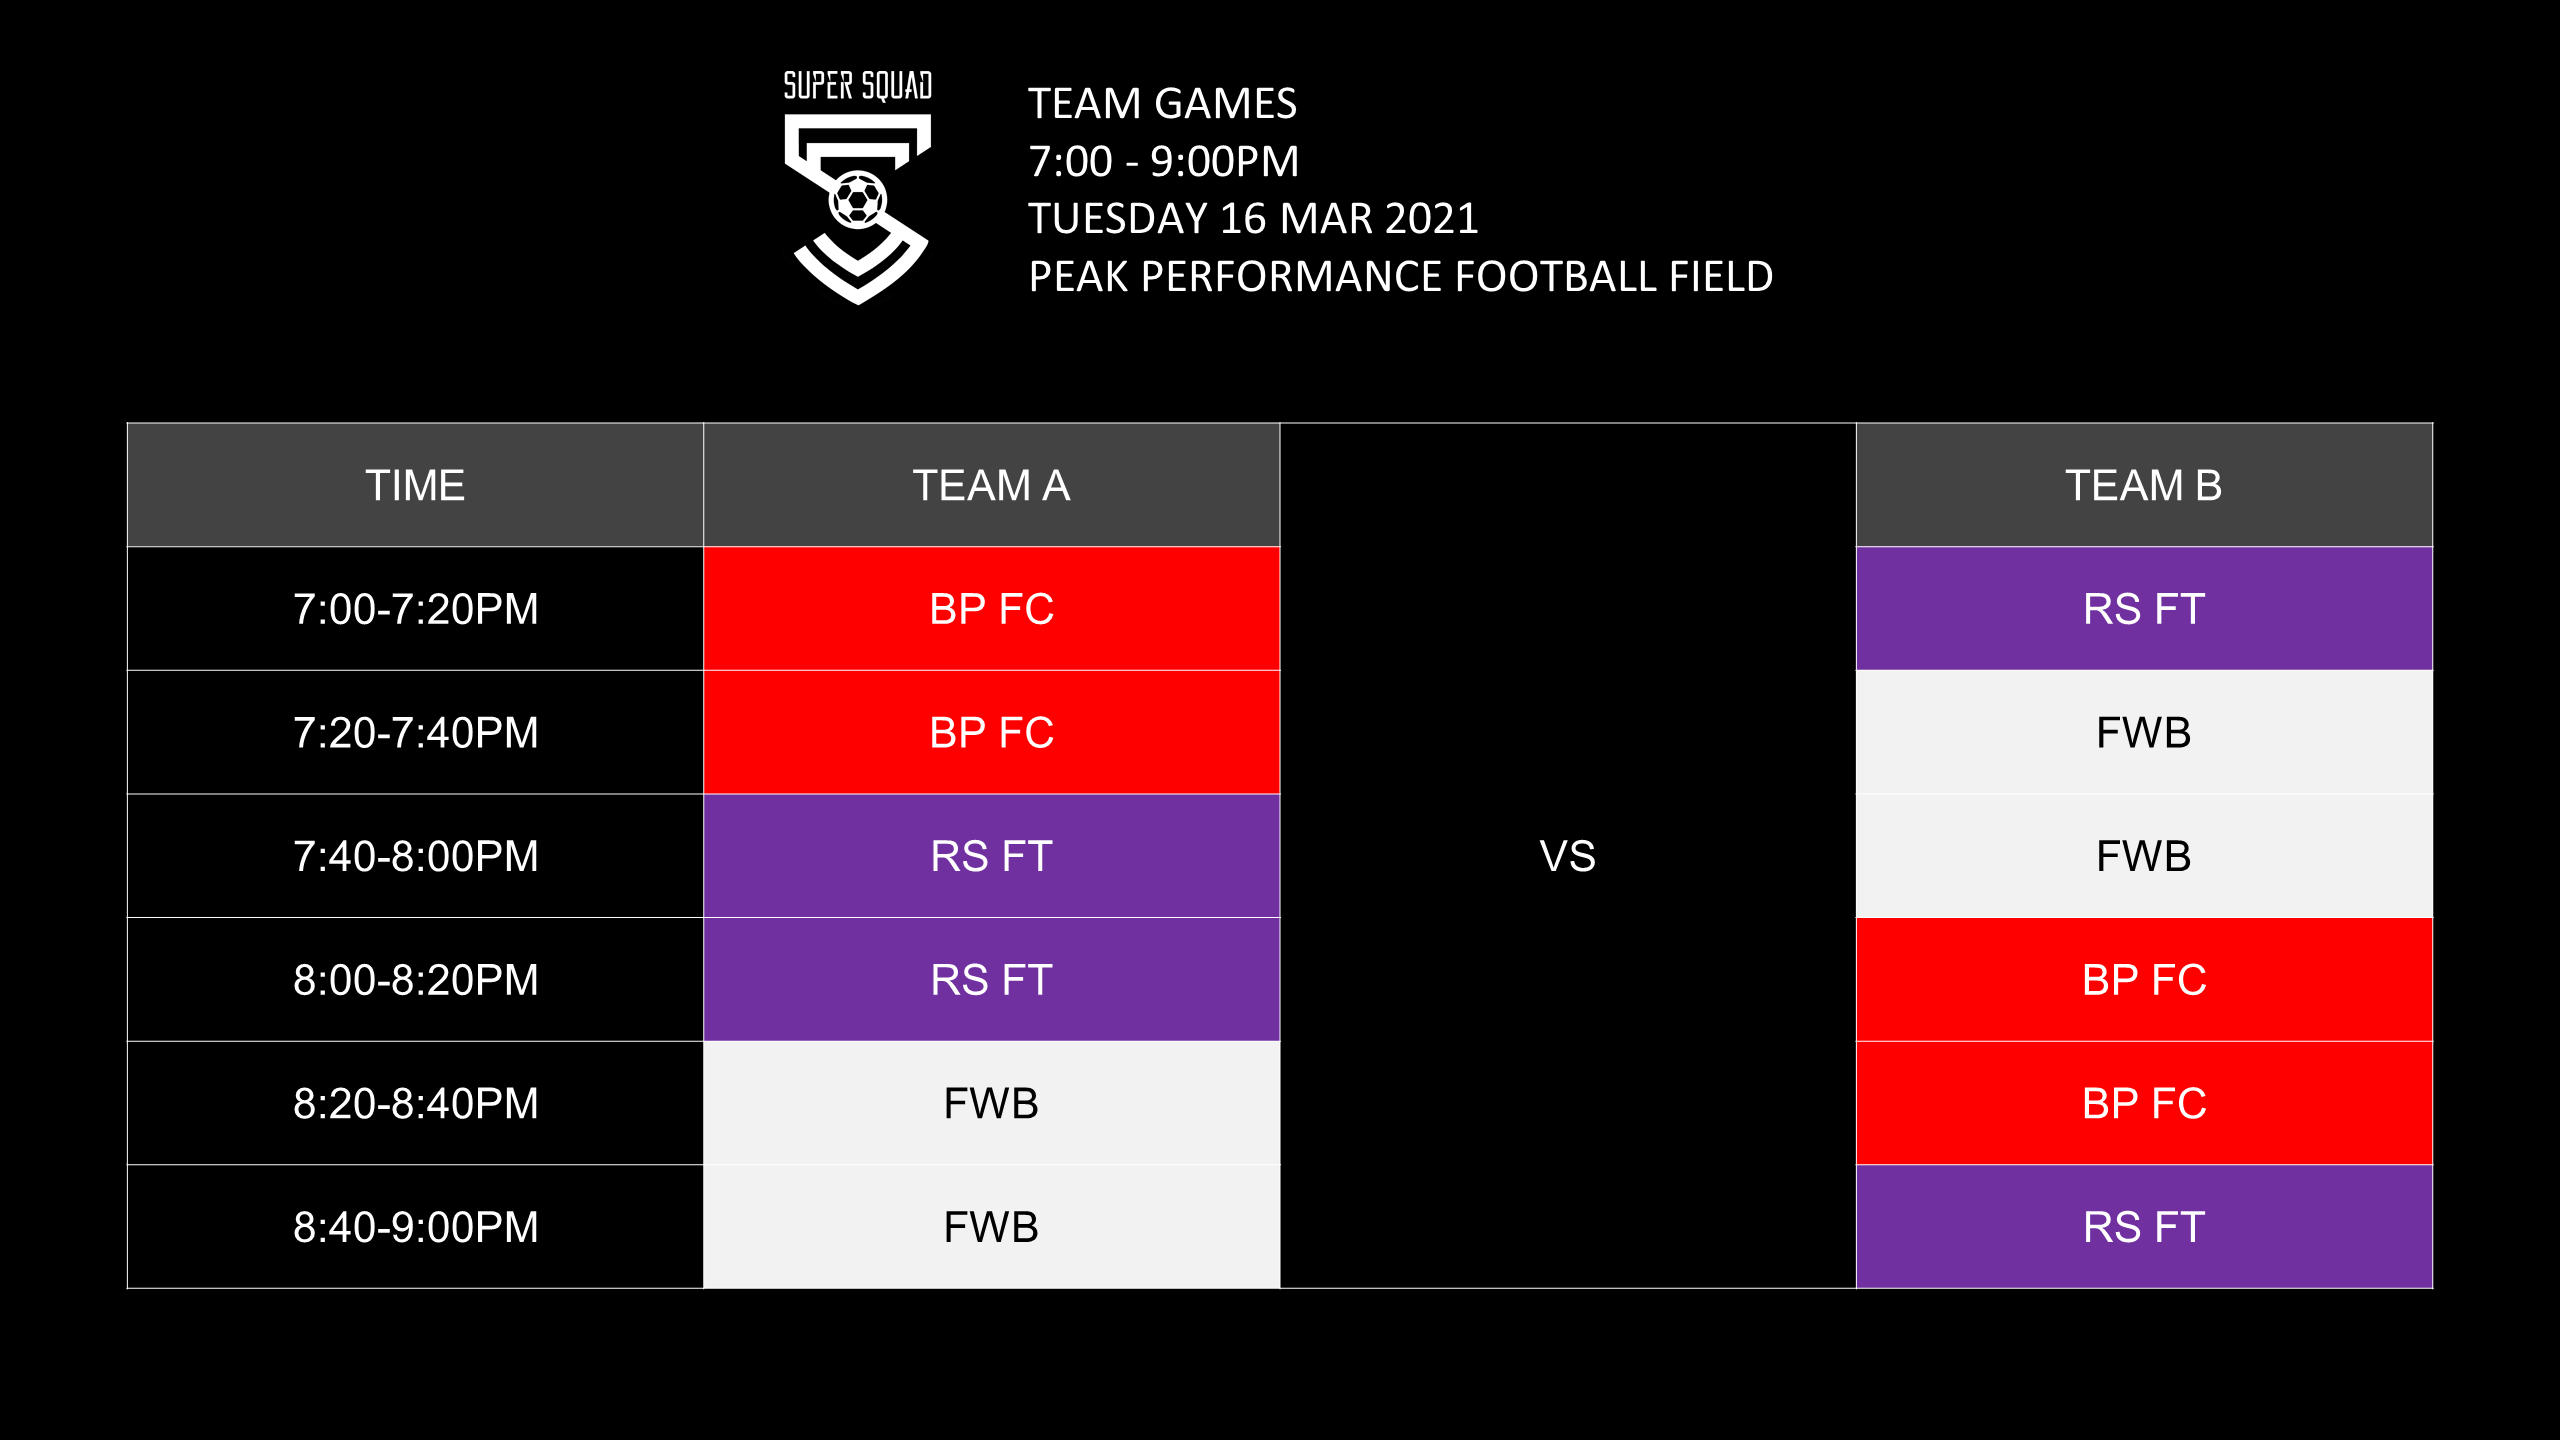 SUPER SQUAD
TEAM GAMES
7:00 - 9:00PM
TUESDAY 16 MAR 2021
PEAK PERFORMANCE FOOTBALL FIELD
TIME TEAM A TEAM B
7:00-7:20PM BP FC RS FT
7:20-7:40PM BP FC FWB
7:40-8:00PM RS FT VS FWB
8:00-8:20PM RS FT BP FC
8:20-8:40PM FWB BP FC
8:40-9:00PM FWB RS FT